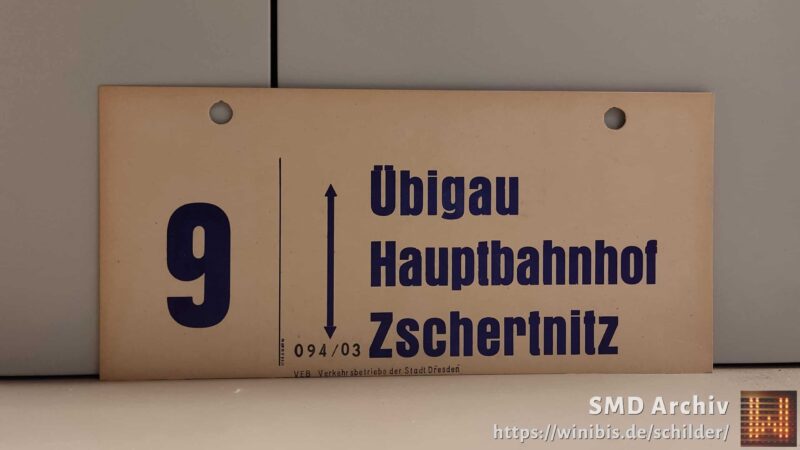 9
Übigau
Hauptbahnhof
Zschertnitz
094/03
VEB Verkehrsbetriebe der Stadt Dresden
SMD Archiv
https://winibis.de/schilder/